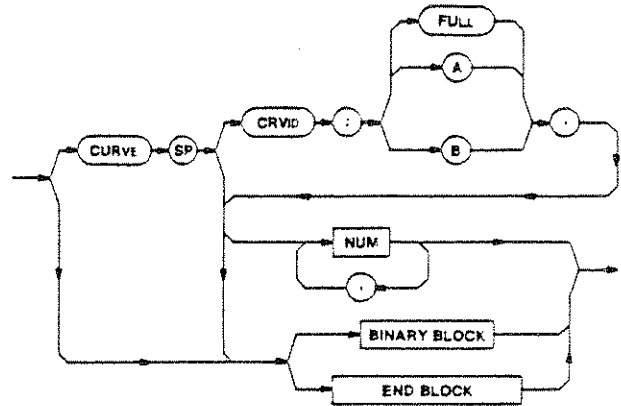 FULL
A
CRVID
:
B
,
CURVE
SP
NUM
,
BINARY BLOCK
END BLOCK